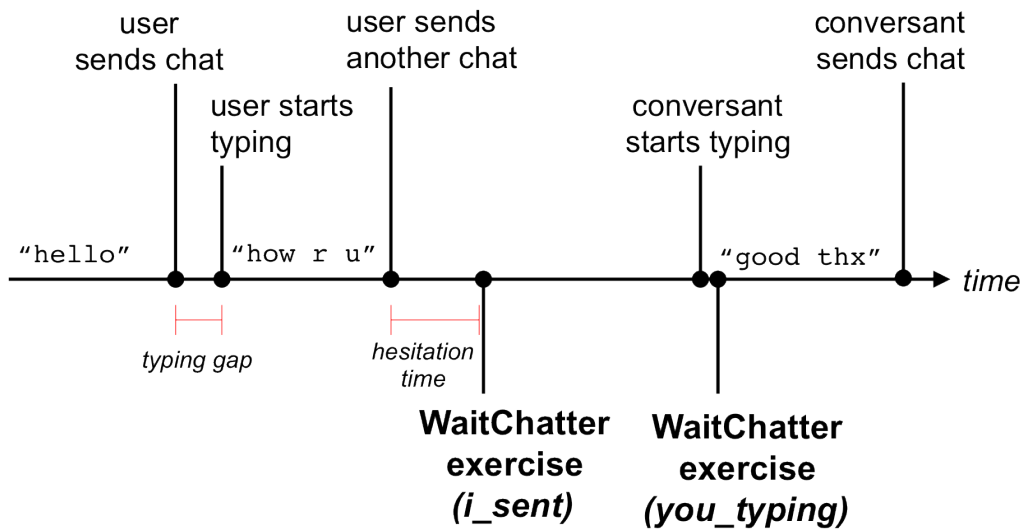 user
sends chat
user sends
another chat
conversant
sends chat
user starts
typing
conversant
starts typing
“hello”
“how r u”
“good thx”
time
typing gap
hesitation
time
WaitChatter
exercise
(i_sent)
WaitChatter
exercise
(you_typing)